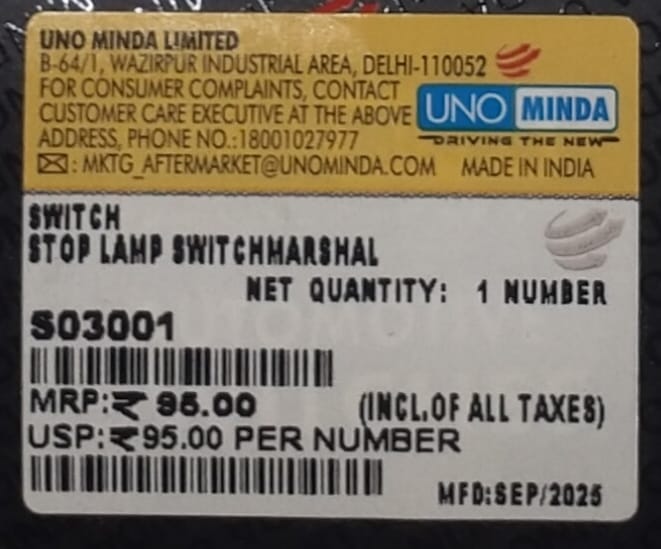 UNO MINDA LIMITED
B-64/1, WAZIRPUR INDUSTRIAL AREA, DELHI-110052
FOR CONSUMER COMPLAINTS, CONTACT
CUSTOMER CARE EXECUTIVE AT THE ABOVE
ADDRESS, PHONE NO.:18001027977
: MKTG_AFTERMARKET@UNOMINDA.COM MADE IN INDIA
UNO MINDA
DRIVING THE NEW
SWITCH
STOP LAMP SWITCHMARSHAL
NET QUANTITY: 1 NUMBER
S03001
MRP:₹ 95.00 (INCL.OF ALL TAXES)
USP:₹95.00 PER NUMBER
MFD:SEP/2025